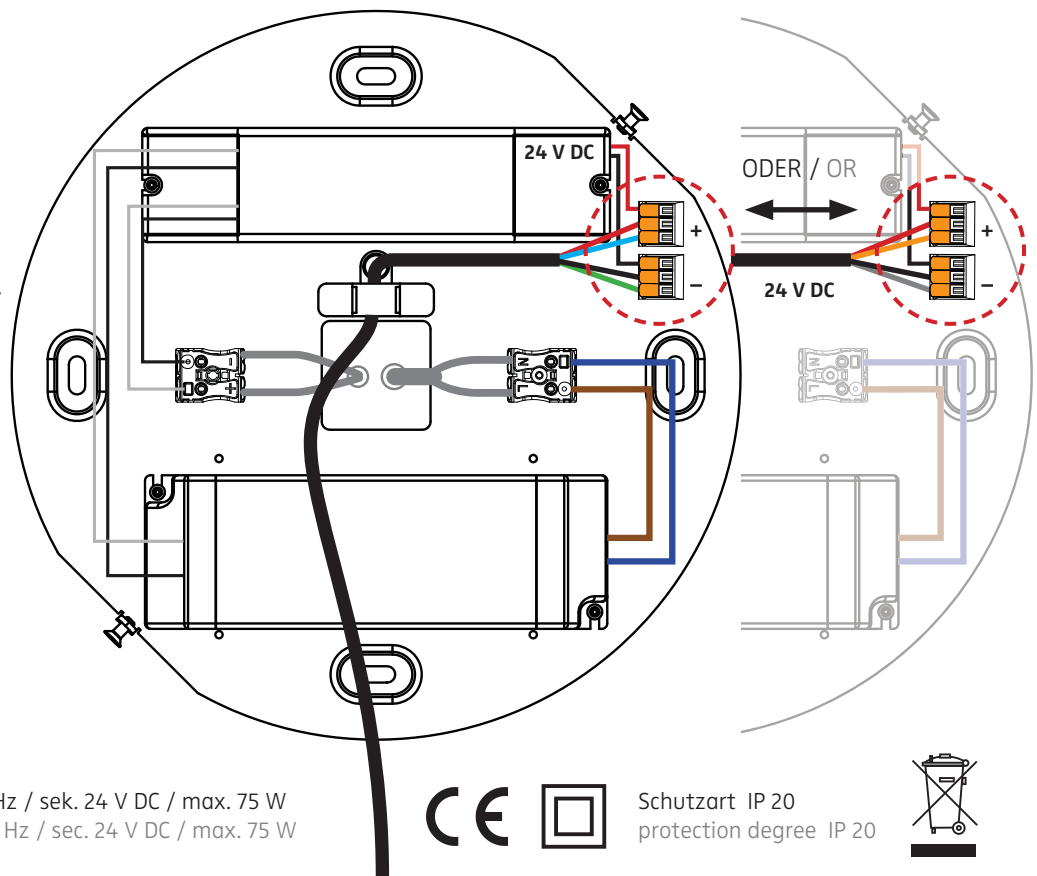 24 V DC
ODER / OR
+
+
–
–
24 V DC
N
L
Hz / sek. 24 V DC / max. 75 W
Hz / sec. 24 V DC / max. 75 W
CE
Schutzart IP 20
protection degree IP 20